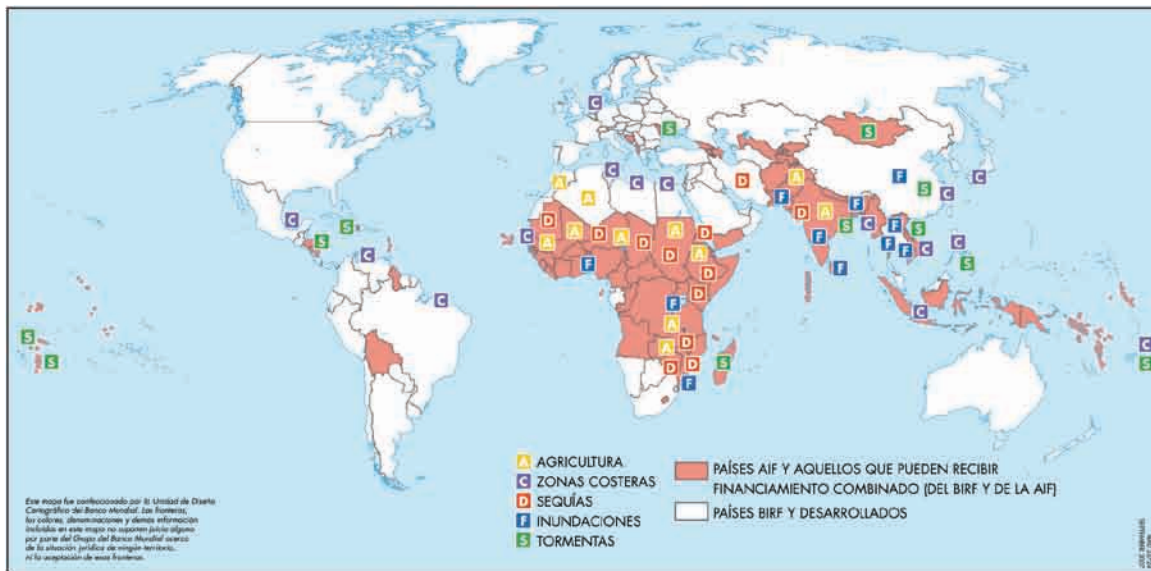 A AGRICULTURA
C ZONAS COSTERAS
D SEQUÍAS
F INUNDACIONES
S TORMENTAS
PAÍSES AIF Y AQUELLOS QUE PUEDEN RECIBIR
FINANCIAMIENTO COMBINADO (DEL BIRF Y DE LA AIF)
PAÍSES BIRF Y DESARROLLADOS
Este mapa fue confeccionado por la Unidad de Diseño
Cartográfico del Banco Mundial. Las fronteras,
los colores, denominaciones y demás información
incluidos en este mapa no suponen juicio alguno
por parte del Grupo del Banco Mundial acerca
de la situación jurídica de ningún territorio,
ni la aceptación de esas fronteras.